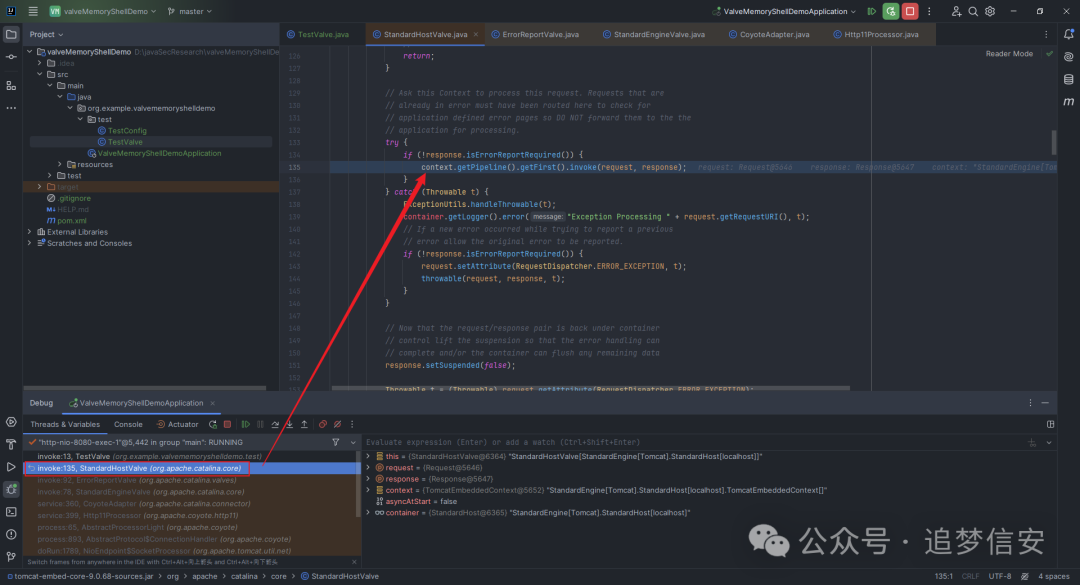 VM valveMemoryShellDemo master
ValveMemoryShellDemoApplication
Project
TestValve.java
StandardHostValve.java
ErrorReportValve.java
StandardEngineValve.java
CoyoteAdapter.java
Http11Processor.java
Reader Mode
valveMemoryShellDemo D:\javaSecResearch\valveMemoryShellDe
.idea
src
main
java
org.example.valvememoryshelldemo
test
TestConfig
TestValve
ValveMemoryShellDemoApplication
resources
test
target
.gitignore
HELP.md
pom.xml
External Libraries
Scratches and Consoles
126 return;
127 }
128
129 // Ask this Context to process this request. Requests that are
130 // already in error must have been routed here to check for
131 // application defined error pages so DO NOT forward them to the the
132 // application for processing.
133 try {
134 if (!response.isErrorReportRequired()) {
135 context.getPipeline().getFirst().invoke(request, response); request: Request@5646 response: Response@5647 context: "StandardEngine[Tom
136 }
137 } catc (Throwable t) {
138 ExceptionUtils.handleThrowable(t);
139 container.getLogger().error( message: "Exception Processing " + request.getRequestURI(), t);
140 // If a new error occurred while trying to report a previous
141 // error allow the original error to be reported.
142 if (!response.isErrorReportRequired()) {
143 request.setAttribute(RequestDispatcher.ERROR_EXCEPTION, t);
144 throwable(request, response, t);
145 }
146 }
147
148 // Now that the request/response pair is back under container
149 // control lift the suspension so that the error handling can
150 // complete and/or the container can flush any remaining data
151 response.setSuspended(false);
152
Throwable t = (Throwable) request.getAttribute(RequestDispatcher.ERROR_EXCEPTION);
Debug ValveMemoryShellDemoApplication
Threads & Variables Console Actuator
"http-nio-8080-exec-1"@5,442 in group "main": RUNNING
invoke:13, TestValve (org.example.valvememoryshelldemo.test)
invoke:135, StandardHostValve (org.apache.catalina.core)
invoke:92, ErrorReportValve (org.apache.catalina.valves)
invoke:78, StandardEngineValve (org.apache.catalina.core)
service:360, CoyoteAdapter (org.apache.catalina.connector)
service:399, Http11Processor (org.apache.coyote.http11)
process:65, AbstractProcessorLight (org.apache.coyote)
process:893, AbstractProtocol$ConnectionHandler (org.apache.coyote)
doRun:1789, NioEndpoint$SocketProcessor (org.apache.tomcat.util.net)
Switch frames from anywhere in the IDE with Ctrl+Alt+向上箭头 and Ctrl+Alt+向下箭头
Evaluate expression (Enter) or add a watch (Ctrl+Shift+Enter)
this = {StandardHostValve@6364} "StandardHostValve[StandardEngine[Tomcat].StandardHost[localhost]]"
request = {Request@5646}
response = {Response@5647}
context = {TomcatEmbeddedContext@5652} "StandardEngine[Tomcat].StandardHost[localhost].TomcatEmbeddedContext[]"
asyncAtStart = false
container = {StandardHost@6365} "StandardEngine[Tomcat].StandardHost[localhost]"
公众号 · 追梦信安
tomcat-embed-core-9.0.68-sources.jar org apache catalina core StandardHostValve
135:1 CRLF UTF-8 4 spaces